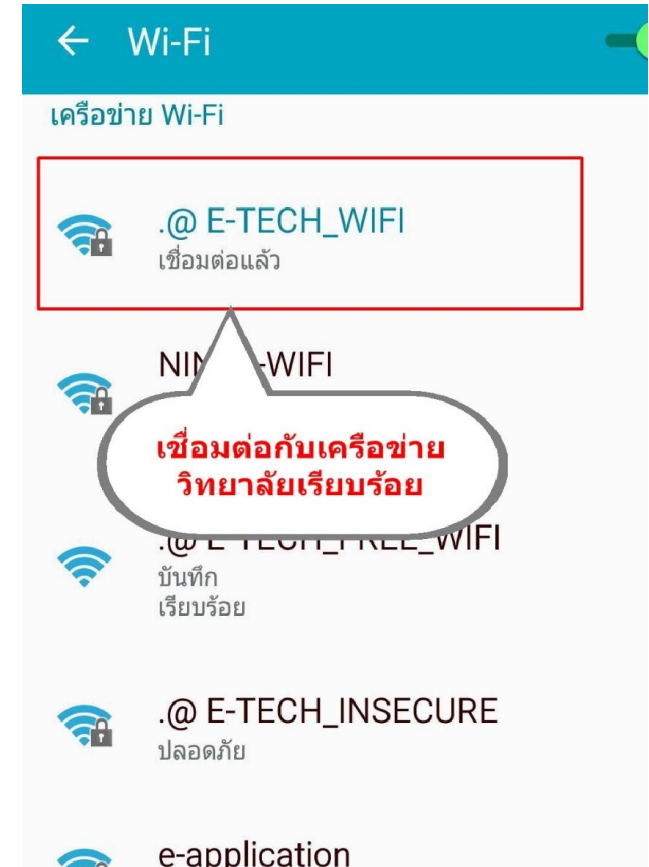 Wi-Fi
เครือข่าย Wi-Fi
.@ E-TECH_WIFI
เชื่อมต่อแล้ว
-WIFI
เชื่อมต่อกับเครือข่าย
วิทยาลัยเรียบร้อย
.@ E-TECH_FREE_WIFI
บันทึก
เรียบร้อย
.@ E-TECH_INSECURE
ปลอดภัย
e-application